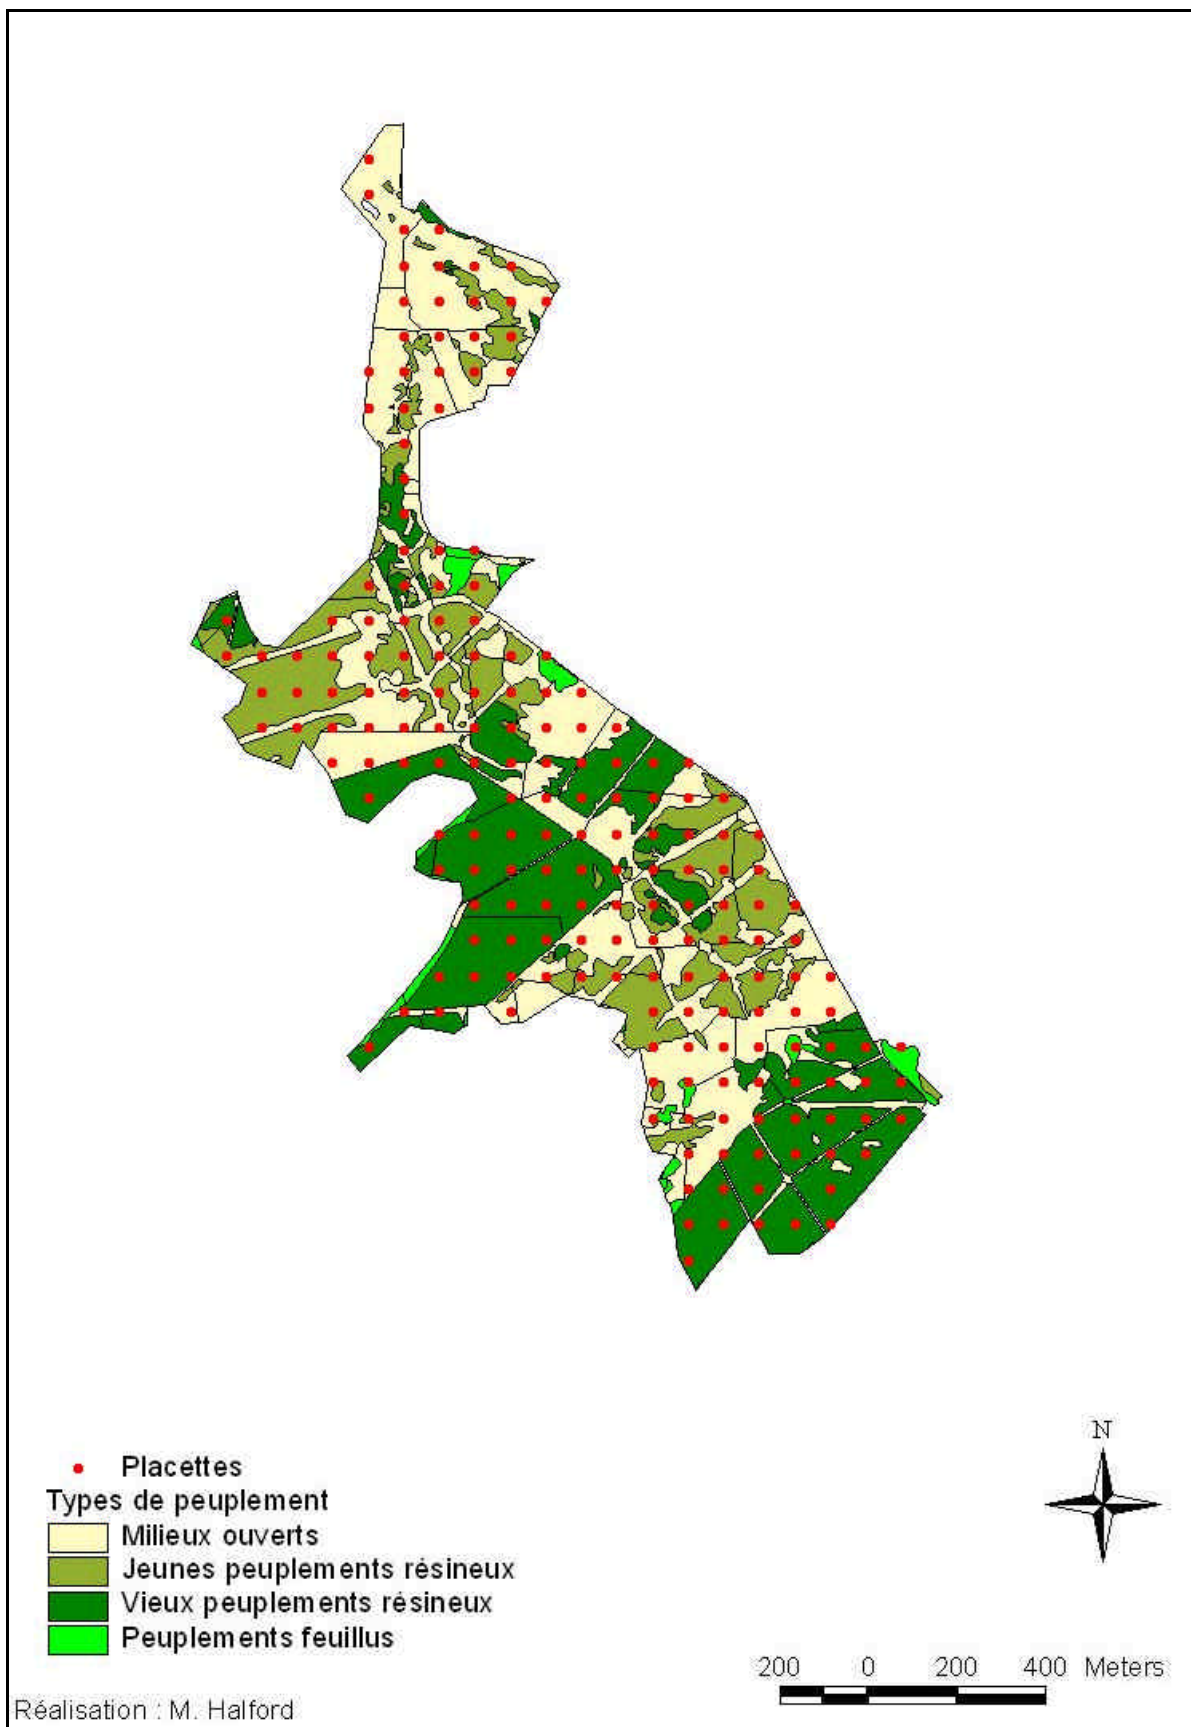 N
Placettes
Types de peuplement
Milieux ouverts
Jeunes peuplements résineux
Vieux peuplements résineux
Peuplements feuillus
200 0 200 400 Meters
Réalisation : M. Halford